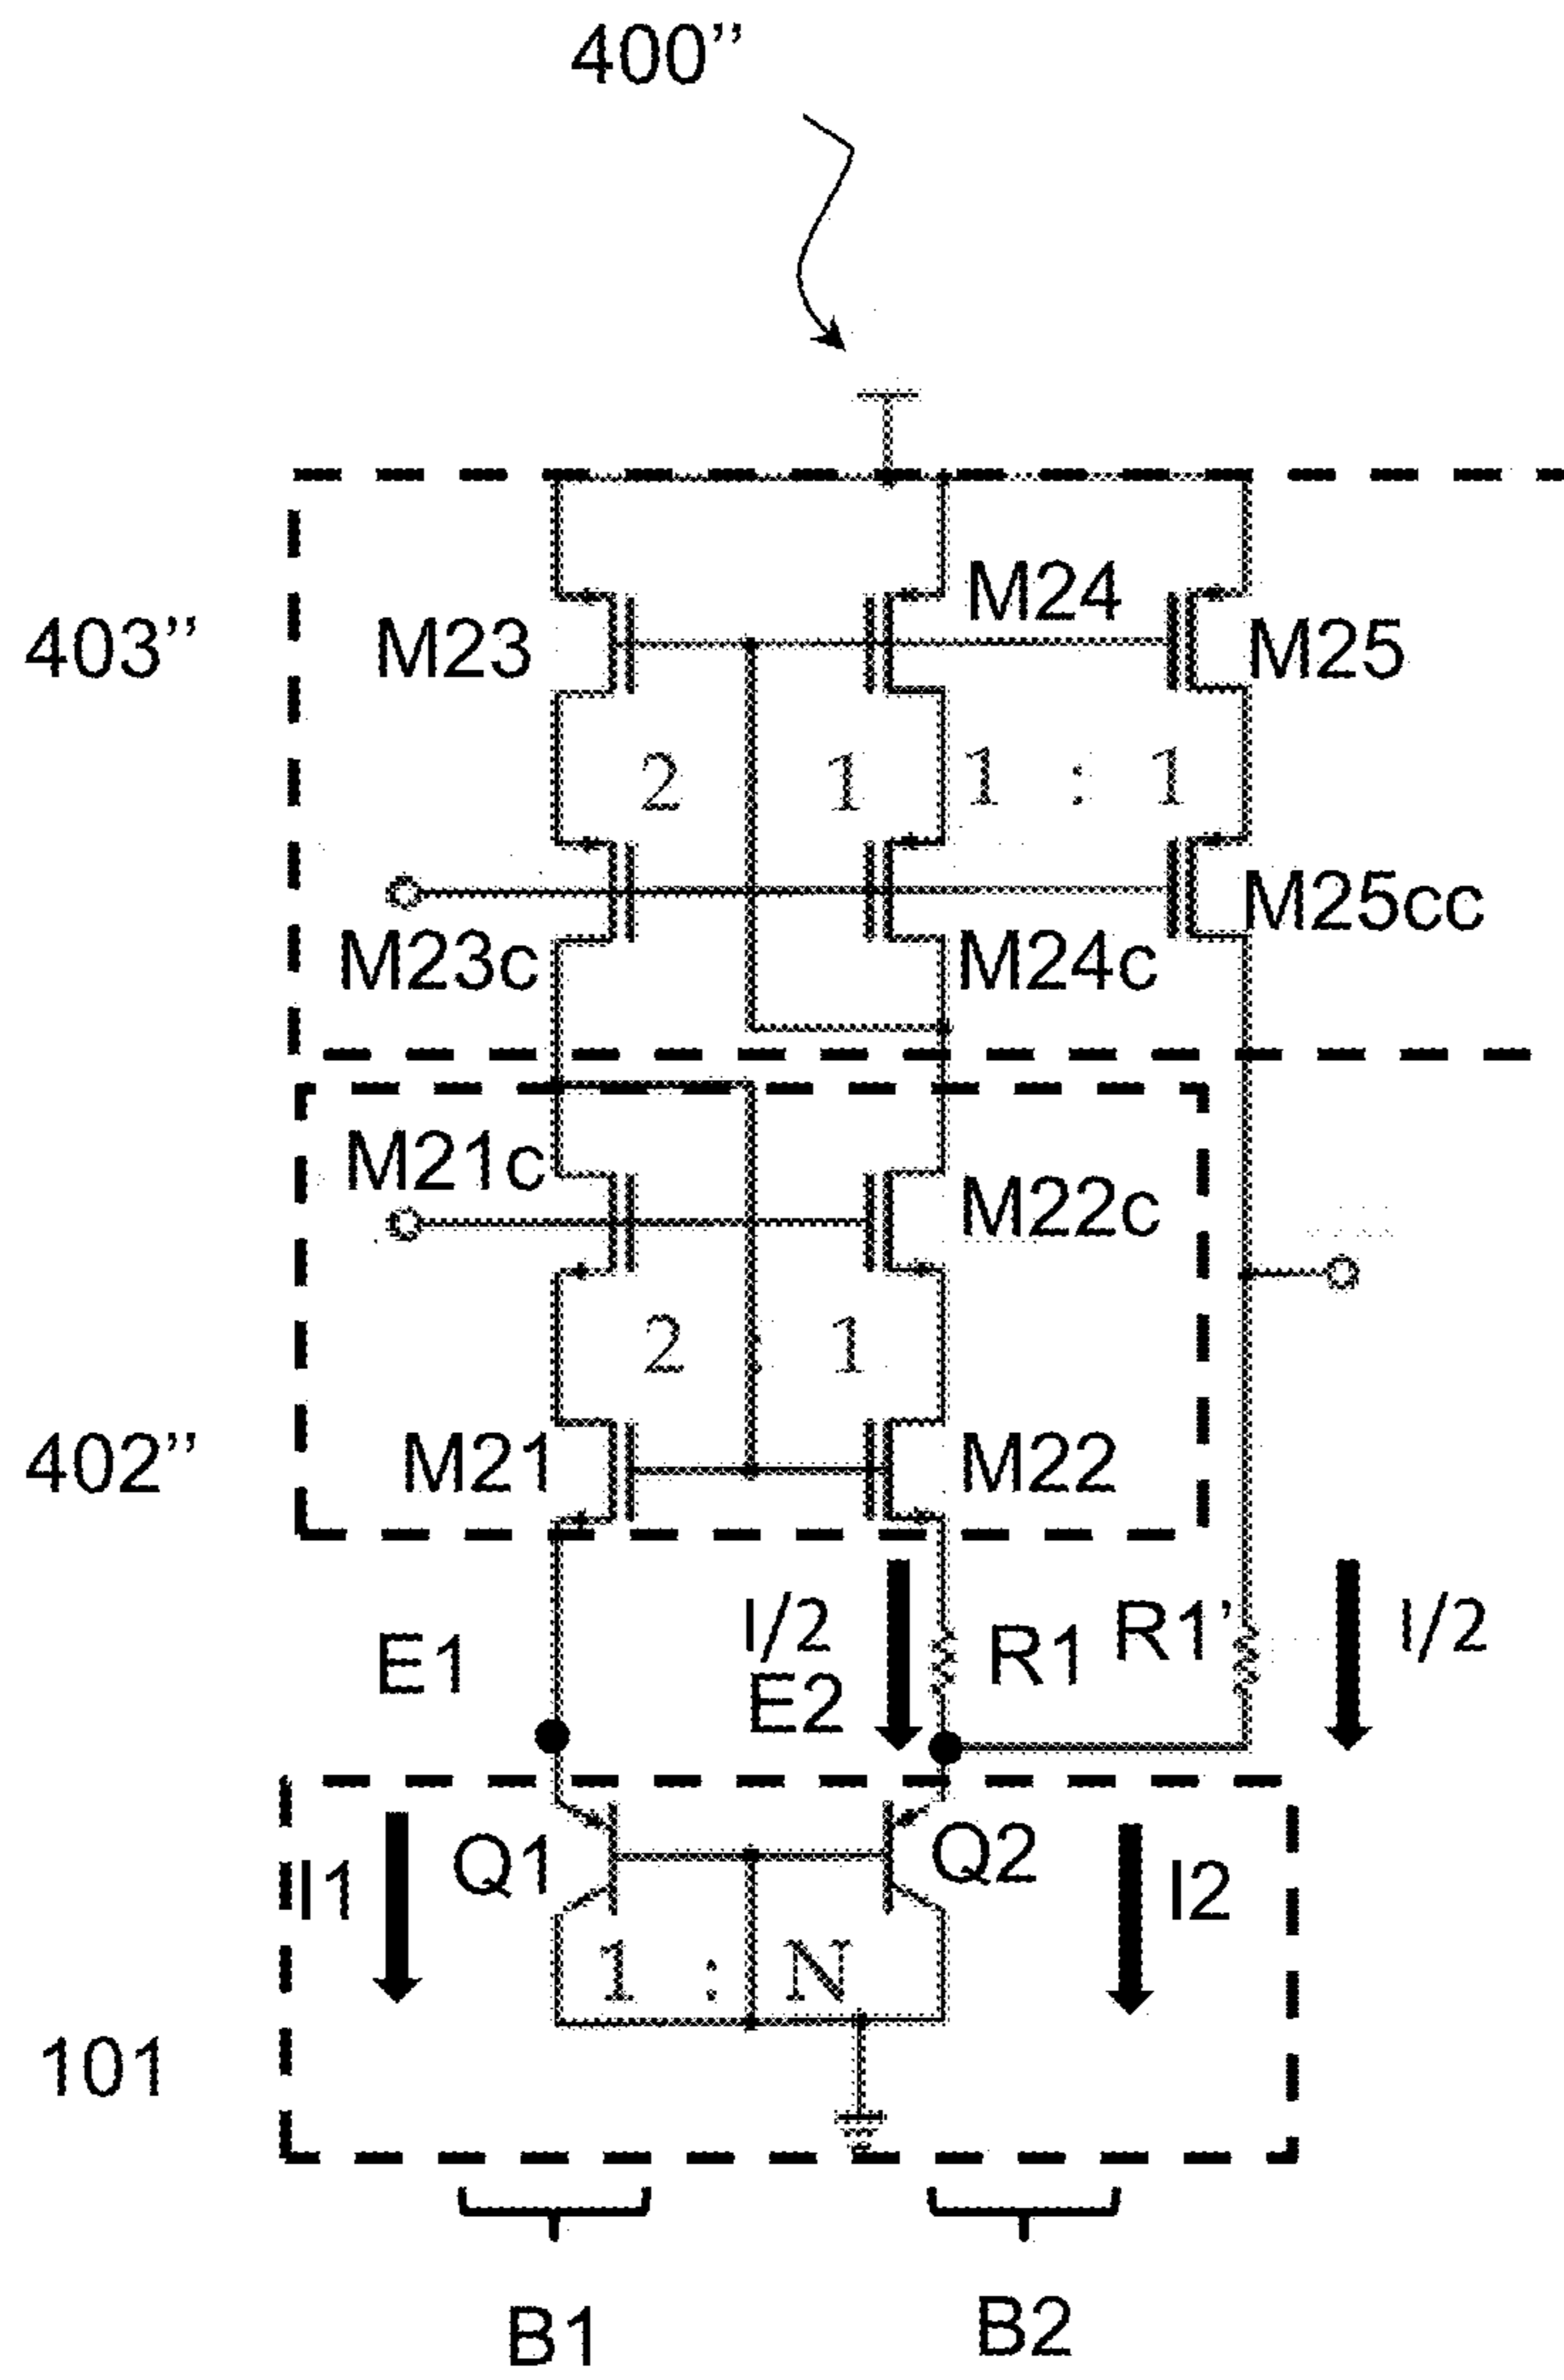 400”
403”
M23
M24
M25
2
1
1 : 1
M23c
M24c
M25cc
M21c
M22c
2
1
402”
M21
M22
E1
I/2
E2
R1
R1’
I/2
I1
Q1
Q2
I2
1 : N
101
B1
B2